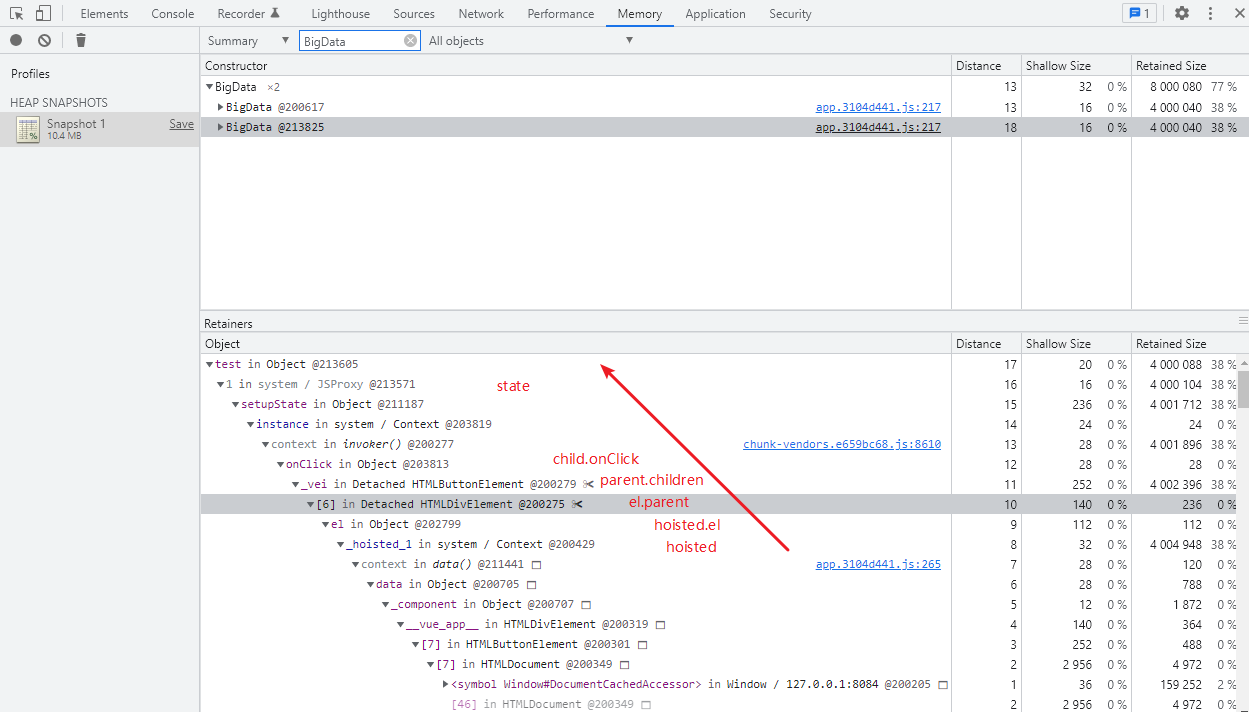 Elements Console Recorder Lighthouse Sources Network Performance Memory Application Security 1
Summary ▼ BigData All objects ▼
Profiles
HEAP SNAPSHOTS
Snapshot 1 Save
10.4 MB
Constructor Distance Shallow Size Retained Size
▼BigData ×2 13 32 0 % 8 000 080 77 %
▶BigData @200617 app.3104d441.js:217 13 16 0 % 4 000 040 38 %
▶BigData @213825 app.3104d441.js:217 18 16 0 % 4 000 040 38 %
Retainers
Object Distance Shallow Size Retained Size
▼test in Object @213605 17 20 0 % 4 000 088 38 %
▼1 in system / JSProxy @213571 state 16 16 0 % 4 000 104 38 %
▼setupState in Object @211187 15 236 0 % 4 001 712 38 %
▼instance in system / Context @203819 14 24 0 % 24 0 %
▼context in invoker() @200277 chunk-vendors.e659bc68.js:8610 13 28 0 % 4 001 896 38 %
▼onClick in Object @203813 child.onClick 12 28 0 % 28 0 %
▼_vei in Detached HTMLButtonElement @200279 parent.children 11 252 0 % 4 002 396 38 %
▼[6] in Detached HTMLDivElement @200275 el.parent 10 140 0 % 236 0 %
▼el in Object @202799 hoisted.el 9 112 0 % 112 0 %
▼_hoisted_1 in system / Context @200429 hoisted 8 32 0 % 4 004 948 38 %
▼context in data() @211441 app.3104d441.js:265 7 28 0 % 120 0 %
▼data in Object @200705 6 28 0 % 788 0 %
▼_component in Object @200707 5 12 0 % 1 872 0 %
▼__vue_app__ in HTMLDivElement @200319 4 140 0 % 364 0 %
▼[7] in HTMLButtonElement @200301 3 252 0 % 488 0 %
▼[7] in HTMLDocument @200349 2 2 956 0 % 4 972 0 %
▶<symbol Window#DocumentCachedAccessor> in Window / 127.0.0.1:8084 @200205 1 36 0 % 159 252 2 %
[46] in HTMLDocument @200349 2 2 956 0 % 4 972 0 %